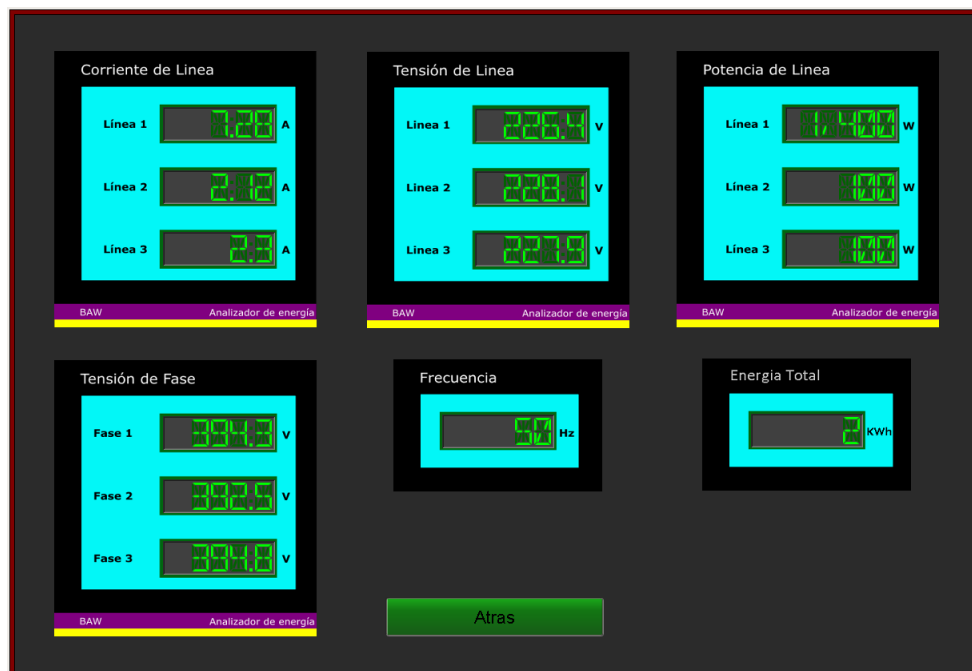 Corriente de Linea
Línea 1 7.28 A
Línea 2 2.12 A
Línea 3 2.3 A
BAW Analizador de energía
Tensión de Linea
Linea 1 226.4 V
Linea 2 228.1 V
Linea 3 227.9 V
BAW Analizador de energía
Potencia de Linea
Línea 1 1,400 W
Línea 2 100 W
Línea 3 100 W
BAW Analizador de energía
Tensión de Fase
Fase 1 394.3 V
Fase 2 392.5 V
Fase 3 394.8 V
BAW Analizador de energía
Frecuencia
50 Hz
Energia Total
2 KWh
Atras